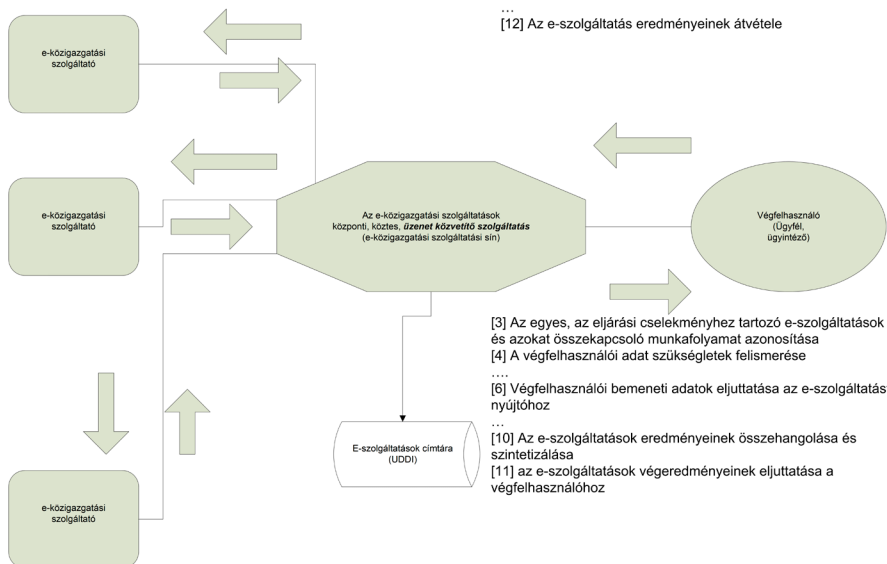 …
[12] Az e-szolgáltatás eredményeinek átvétele
e-közigazgatási
szolgáltató
e-közigazgatási
szolgáltató
Az e-közigazgatási szolgáltatások
központi, köztes, üzenet közvetítő szolgáltatás
(e-közigazgatási szolgáltatási sín)
Végfelhasználó
(Ügyfél,
ügyintéző)
[3] Az egyes, az eljárási cselekményhez tartozó e-szolgáltatások
és azokat összekapcsoló munkafolyamat azonosítása
[4] A végfelhasználói adat szükségletek felismerése
….
[6] Végfelhasználói bemeneti adatok eljuttatása az e-szolgáltatást
nyújtóhoz
…
[10] Az e-szolgáltatások eredményeinek összehangolása és
szintetizálása
[11] az e-szolgáltatások végeredményeinek eljuttatása a
végfelhasználóhoz
E-szolgáltatások címtára
(UDDI)
e-közigazgatási
szolgáltató